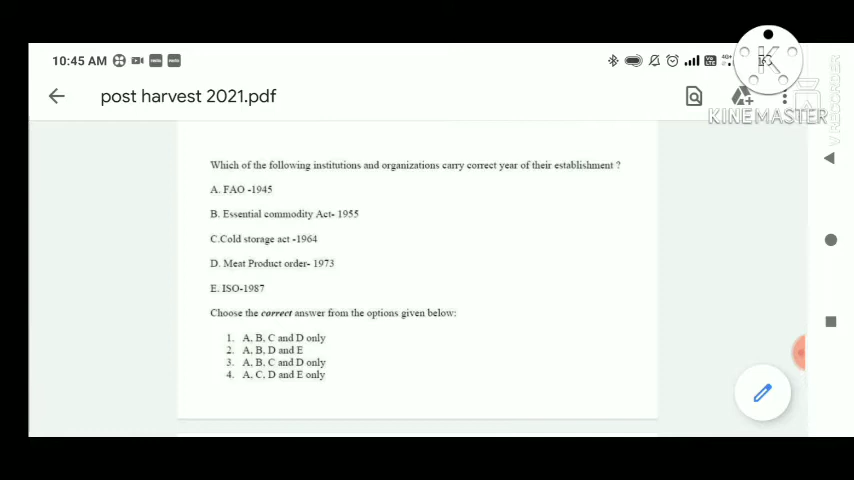 10:45 AM
post harvest 2021.pdf
KINEMASTER
V RECORDER
Which of the following institutions and organizations carry correct year of their establishment ?
A. FAO -1945
B. Essential commodity Act- 1955
C.Cold storage act -1964
D. Meat Product order- 1973
E. ISO-1987
Choose the correct answer from the options given below:
1. A, B, C and D only
2. A, B, D and E
3. A, B, C and D only
4. A, C, D and E only